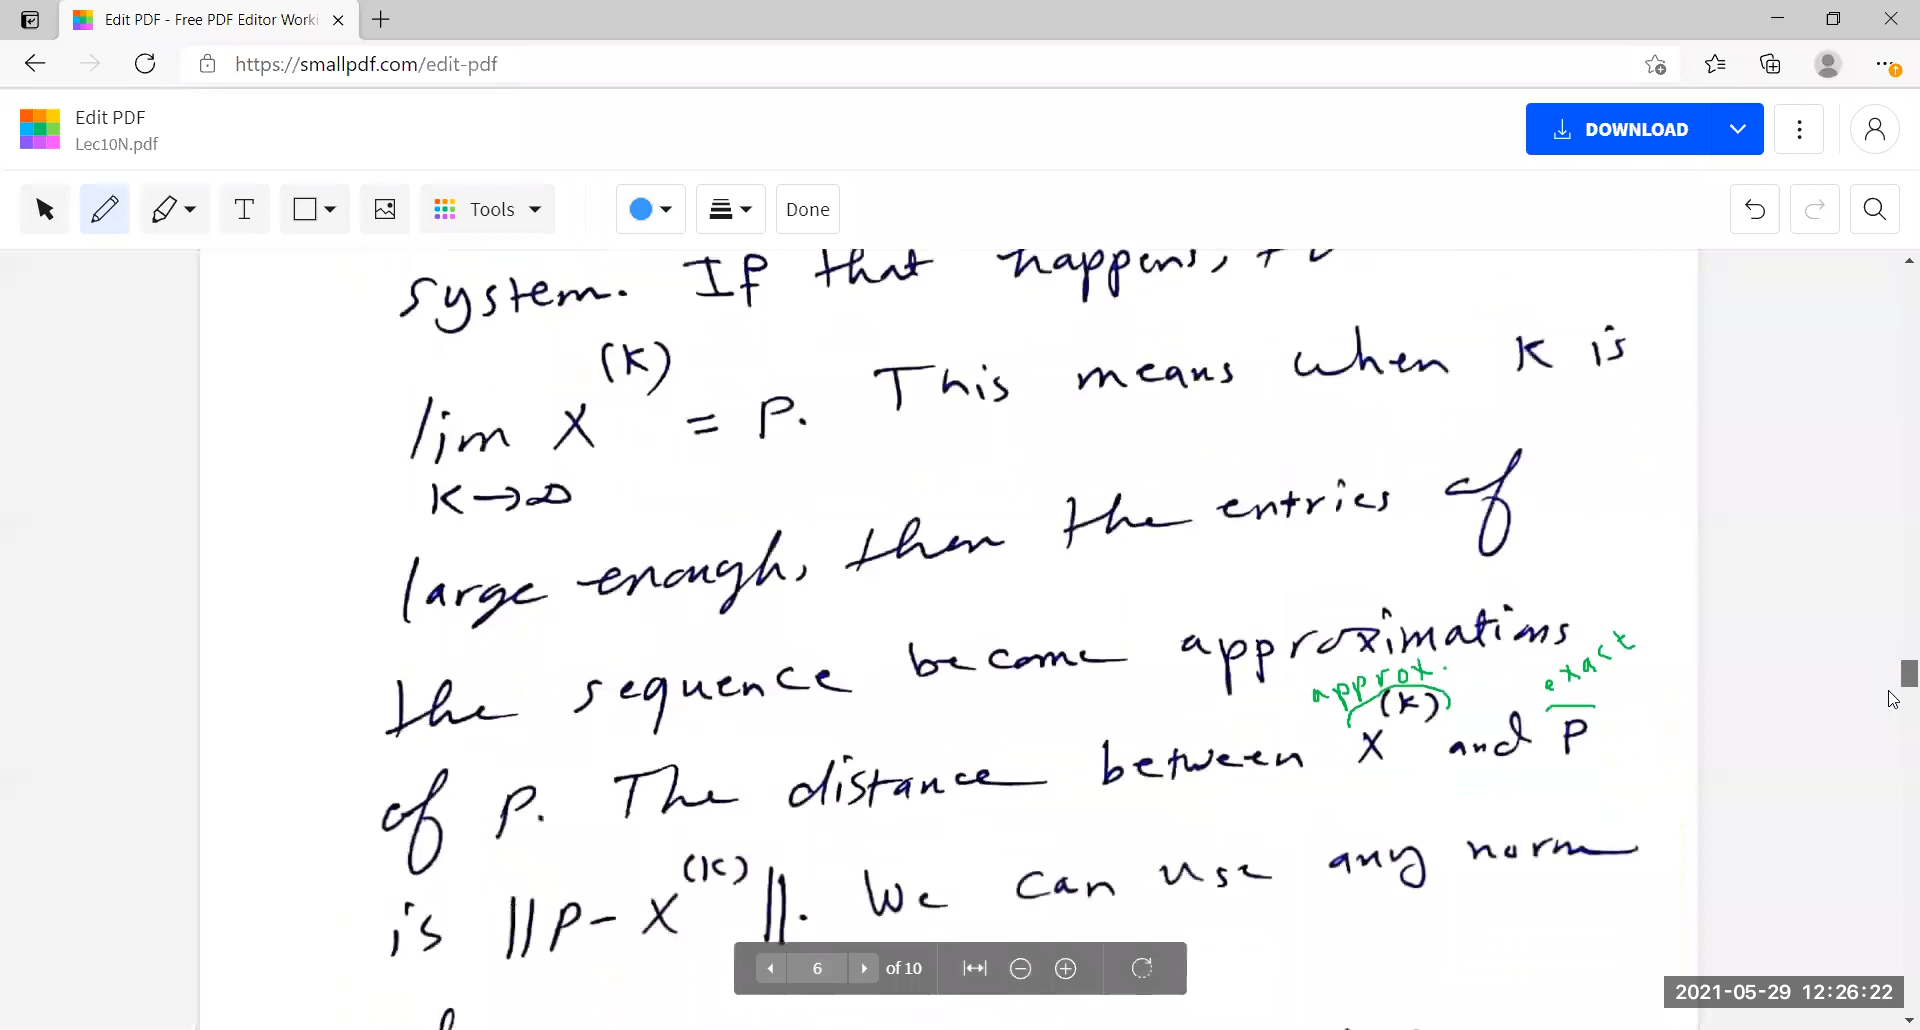 Edit PDF - Free PDF Editor Worki
https://smallpdf.com/edit-pdf
Edit PDF
Lec10N.pdf
DOWNLOAD
T
Tools
Done
system. If that happens,
(K)
lim X = P. This means when K is
K→∞
large enough, then the entries of
the sequence become approximations
approx. exact
of P. The distance between X^(K) and P
is ||P-X^(K)||. We can use any norm
6 of 10
2021-05-29 12:26:22